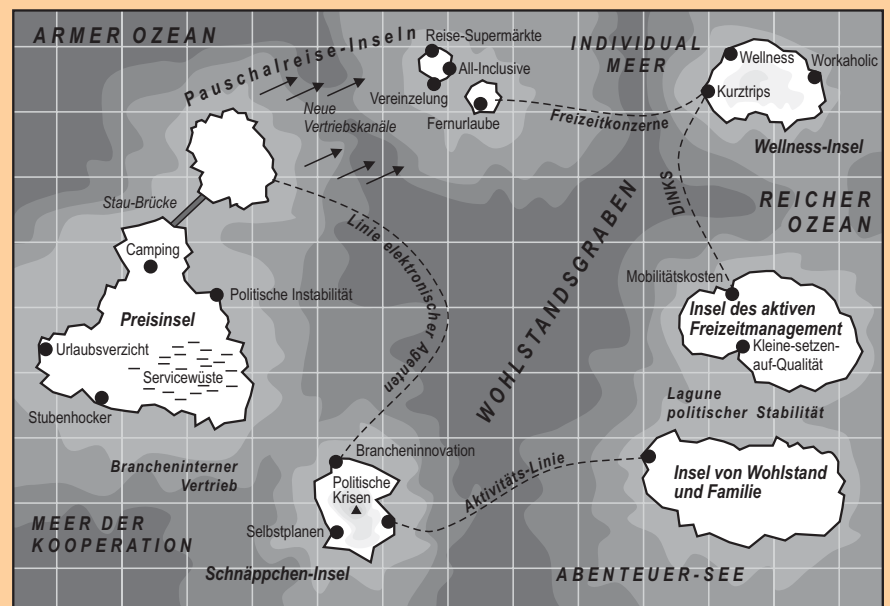 ARMER OZEAN
Pauschalreise-Inseln
Reise-Supermärkte
All-Inclusive
Vereinzelung
Fernurlaube
Neue
Vertriebskanäle
INDIVIDUAL
MEER
Wellness
Workaholic
Kurztrips
Freizeitkonzerne
Wellness-Insel
DINKS
REICHER
OZEAN
Stau-Brücke
Camping
Politische Instabilität
Preisinsel
Urlaubsverzicht
Servicewüste
Stubenhocker
Linie elektronischer Agenten
WOHLSTANDSGRABEN
Mobilitätskosten
Insel des aktiven
Freizeitmanagement
Kleine-setzen-
auf-Qualität
Lagune
politischer Stabilität
Brancheninterner
Vertrieb
Brancheninnovation
Politische
Krisen
Selbstplanen
Aktivitäts-Linie
Insel von Wohlstand
und Familie
MEER DER
KOOPERATION
Schnäppchen-Insel
ABENTEUER-SEE